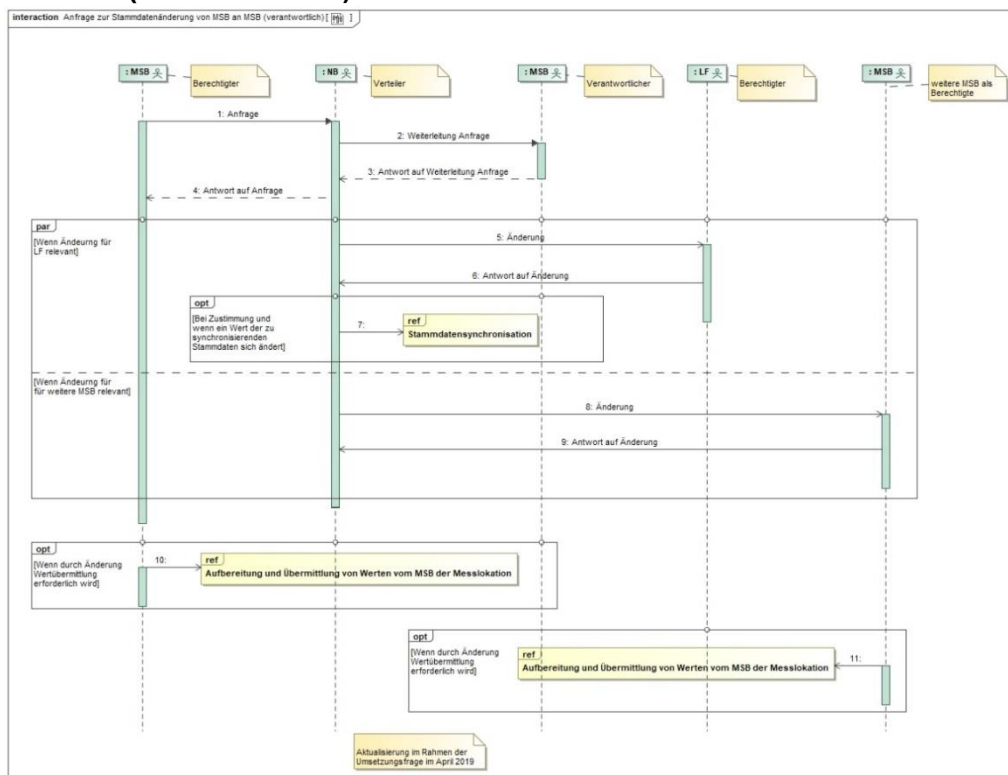 interaction Anfrage zur Stammdatenänderung von MSB an MSB (verantwortlich) [ ]
: MSB
Berechtigter
: NB
Verteiler
: MSB
Verantwortlicher
: LF
Berechtigter
: MSB
weitere MSB als
Berechtigte
1: Anfrage
2: Weiterleitung Anfrage
3: Antwort auf Weiterleitung Anfrage
4: Antwort auf Anfrage
par
[Wenn Ändeurng für
LF relevant]
5: Änderung
6: Antwort auf Änderung
opt
[Bei Zustimmung und
wenn ein Wert der zu
synchronisierenden
Stammdaten sich ändert]
7:
ref
Stammdatensynchronisation
[Wenn Ändeurng für
für weitere MSB relevant]
8: Änderung
9: Antwort auf Änderung
opt
[Wenn durch Änderung
Wertübermittlung
erforderlich wird]
10:
ref
Aufbereitung und Übermittlung von Werten vom MSB der Messlokation
opt
[Wenn durch Änderung
Wertübermittlung
erforderlich wird]
ref
Aufbereitung und Übermittlung von Werten vom MSB der Messlokation
11:
Aktualisierung im Rahmen der
Umsetzungsfrage im April 2019